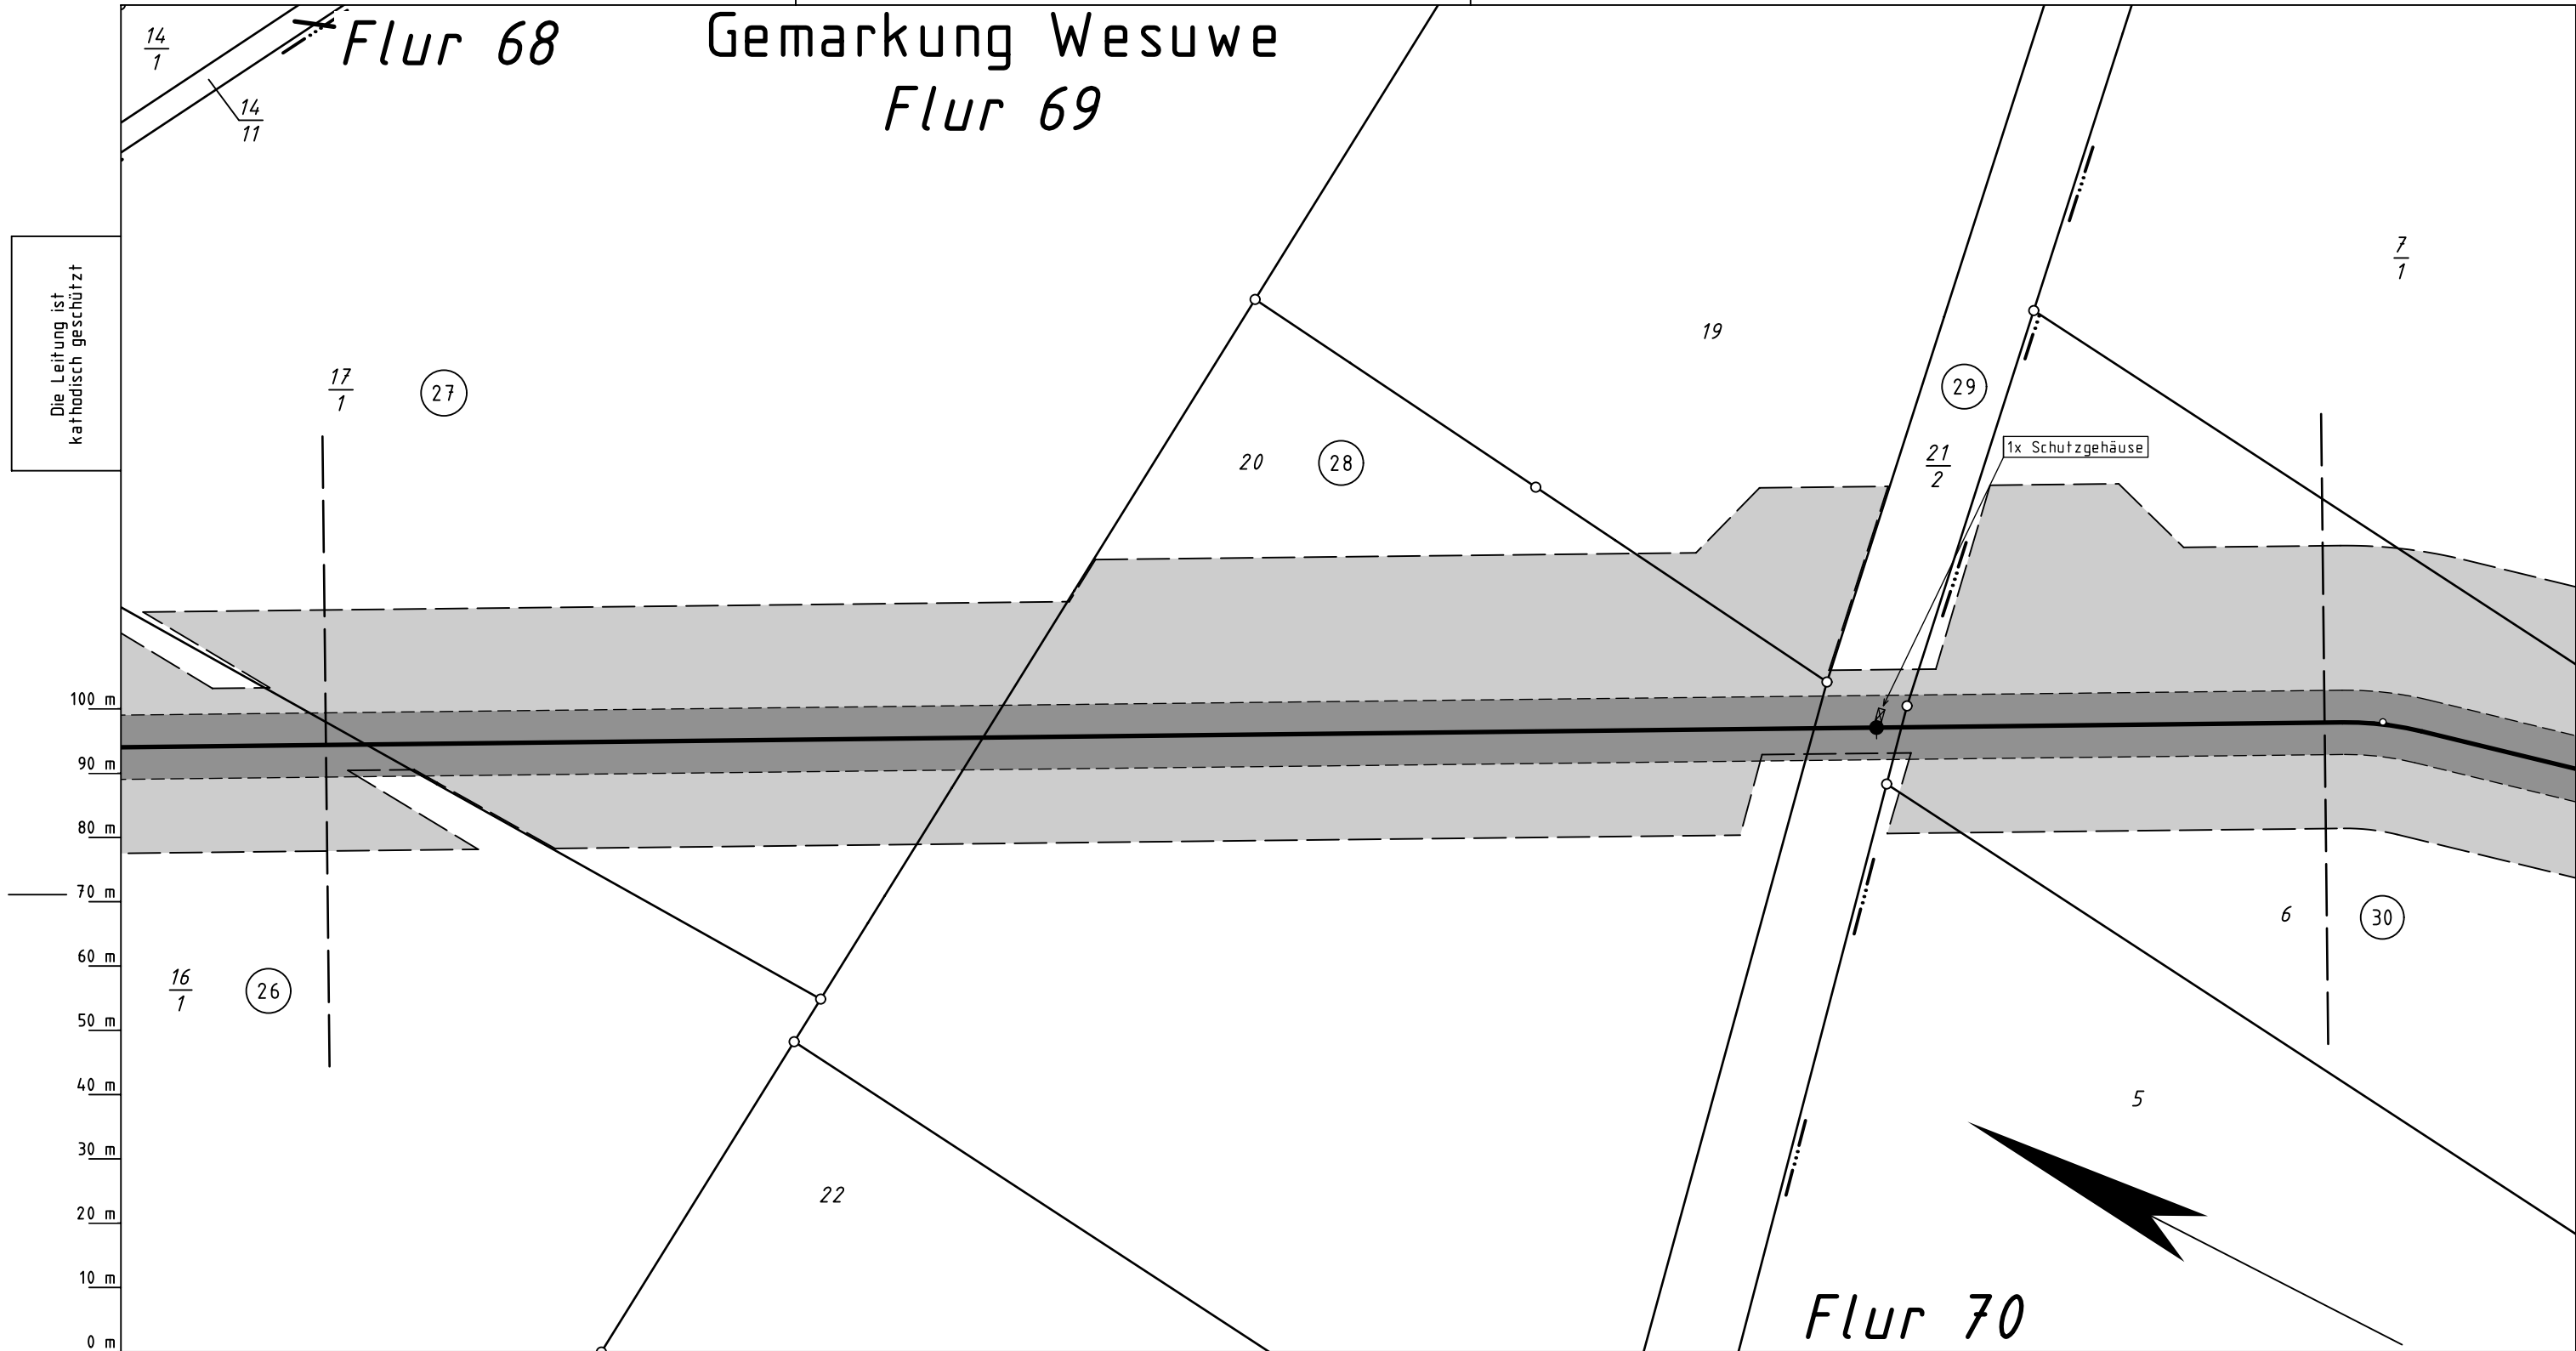 14
1
Flur 68
Gemarkung Wesuwe
Flur 69
14
11
Die Leitung ist
kathodisch geschützt
7
1
19
17
1
27
29
20
28
21
2
1x Schutzgehäuse
100 m
90 m
80 m
70 m
60 m
50 m
40 m
30 m
20 m
10 m
0 m
6
30
16
1
26
5
22
Flur 70